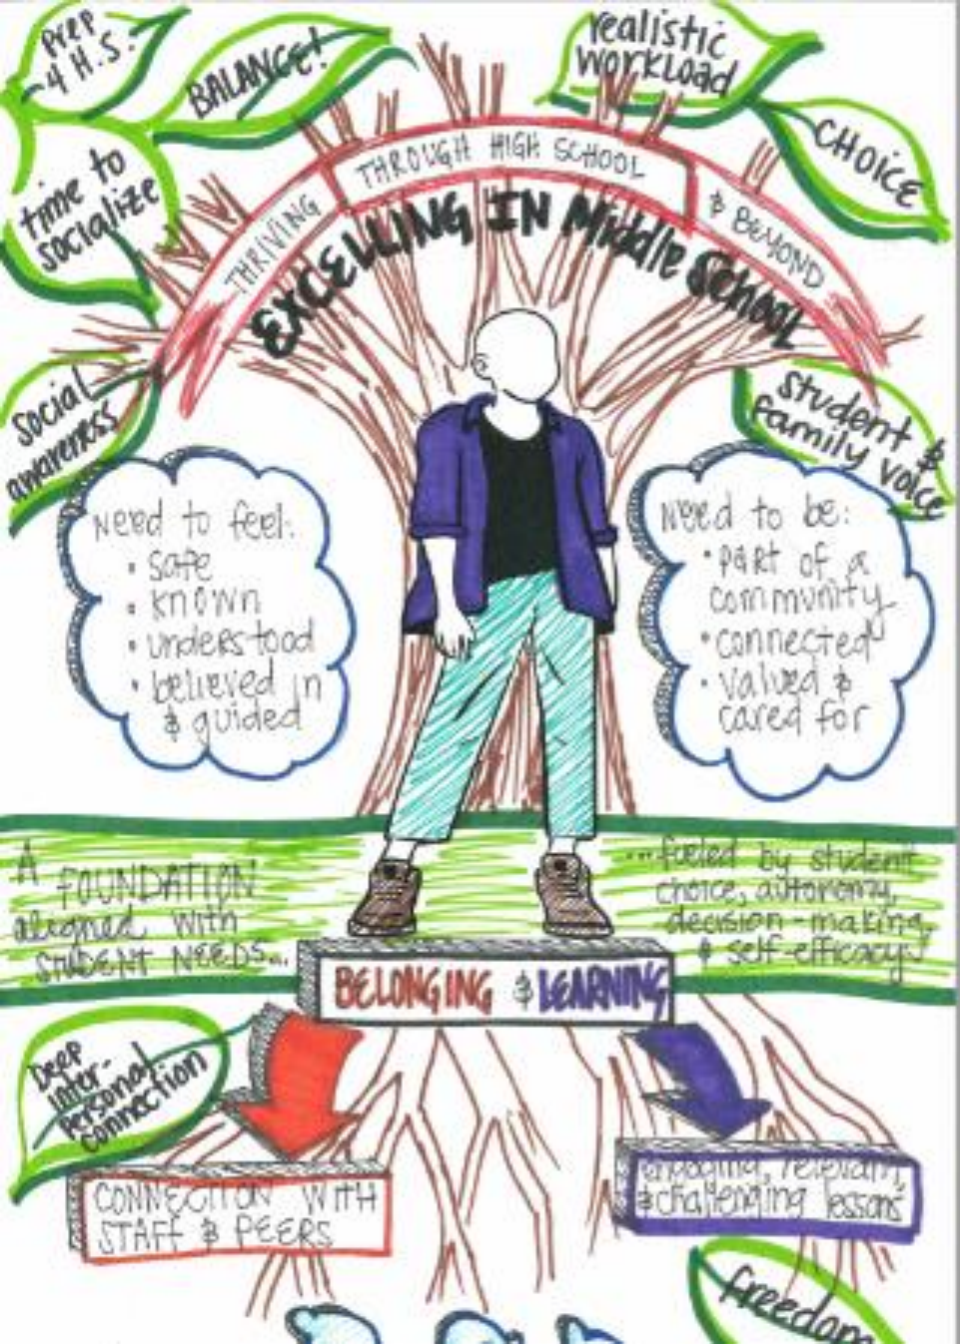 Prep
4 H.S.
BALANCE!
time to
socialize
realistic
WORKLOAD
CHOICE
THRIVING THROUGH HIGH SCHOOL & BEYOND
EXCELLING IN Middle School
Social
awareness
Student &
family voice
Need to feel:
• safe
• known
• understood
• believed in
& guided
Need to be:
• part of a
community
• connected
• valued &
cared for
A FOUNDATION
aligned with
STUDENT NEEDS...
...fueled by student
choice, autonomy,
decision-making,
& self-efficacy
BELONGING & LEARNING
Deep
inter-
personal
connection
CONNECTION WITH
STAFF & PEERS
engaging, relevant,
& challenging lessons
freedom